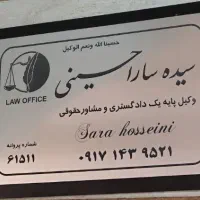 حسبنا الله ونعم الوکیل
سیده سارا حسینی
LAW OFFICE
وکیل پایه یک دادگستری و مشاور حقوقی
Sara hosseini
شماره پروانه
۶۱۵۱۱
۰۹۱۷ ۱۴۳ ۹۵۲۱